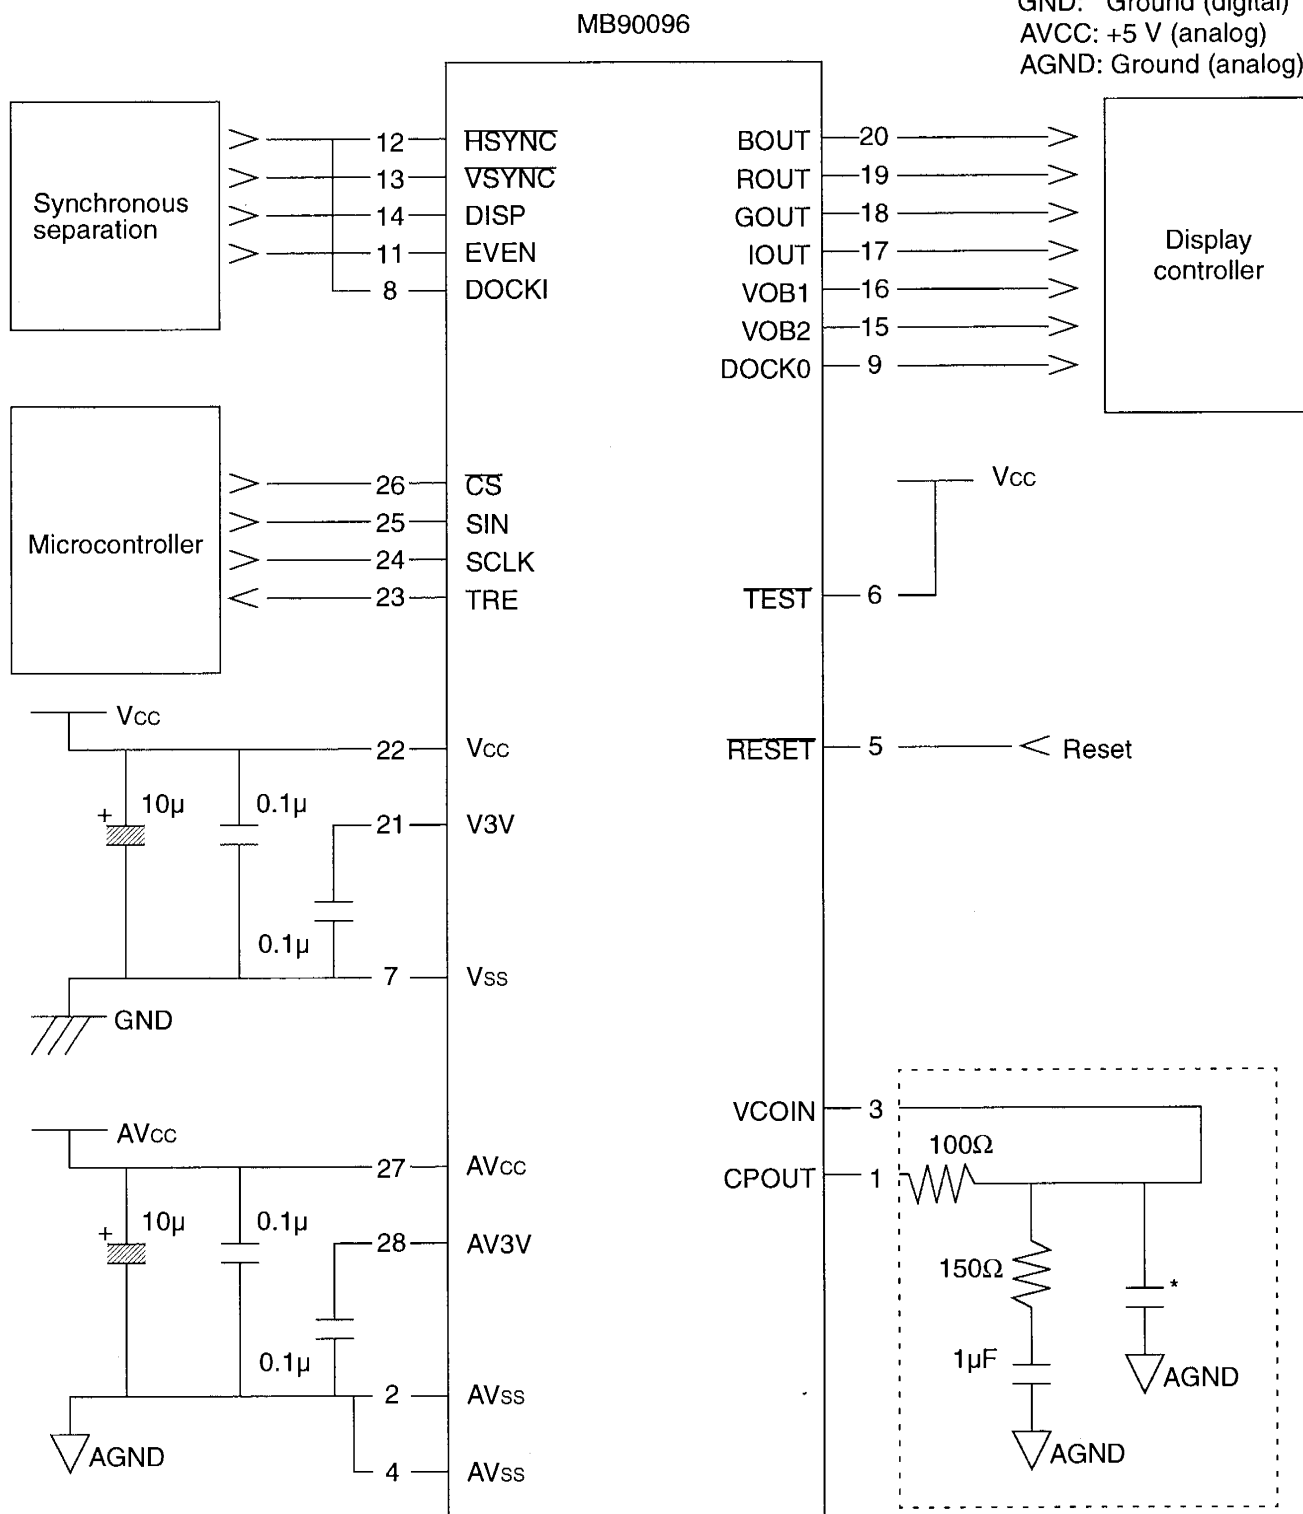 MB90096
GND: Ground (digital)
AVCC: +5 V (analog)
AGND: Ground (analog)
Synchronous
separation
12 HSYNC
13 VSYNC
14 DISP
11 EVEN
8 DOCKI
BOUT 20
ROUT 19
GOUT 18
IOUT 17
VOB1 16
VOB2 15
DOCK0 9
Display
controller
Microcontroller
26 CS
25 SIN
24 SCLK
23 TRE
Vcc
TEST 6
Vcc
22 Vcc
RESET 5 Reset
+ 10µ 0.1µ
21 V3V
0.1µ
7 Vss
GND
VCOIN 3
AVcc
100Ω
27 AVcc
CPOUT 1
+ 10µ 0.1µ
28 AV3V
150Ω
*
0.1µ
1µF
AGND
2 AVss
AGND
4 AVss
AGND